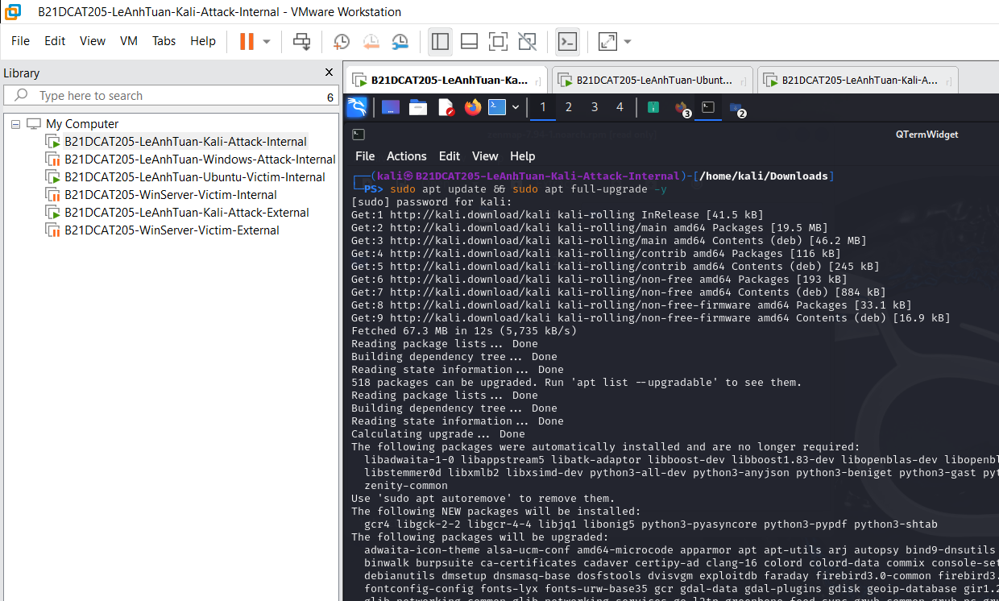 B21DCAT205-LeAnhTuan-Kali-Attack-Internal - VMware Workstation
File Edit View VM Tabs Help
Library
Type here to search 6
My Computer
B21DCAT205-LeAnhTuan-Kali-Attack-Internal
B21DCAT205-LeAnhTuan-Windows-Attack-Internal
B21DCAT205-LeAnhTuan-Ubuntu-Victim-Internal
B21DCAT205-WinServer-Victim-Internal
B21DCAT205-LeAnhTuan-Kali-Attack-External
B21DCAT205-WinServer-Victim-External
B21DCAT205-LeAnhTuan-Ka... B21DCAT205-LeAnhTuan-Ubunt... B21DCAT205-LeAnhTuan-Kali-A...
1 2 3 4 3 2
QTermWidget
File Actions Edit View Help
(kali㉿B21DCAT205-LeAnhTuan-Kali-Attack-Internal)-[/home/kali/Downloads]
PS> sudo apt update && sudo apt full-upgrade -y
[sudo] password for kali:
Get:1 http://kali.download/kali kali-rolling InRelease [41.5 kB]
Get:2 http://kali.download/kali kali-rolling/main amd64 Packages [19.5 MB]
Get:3 http://kali.download/kali kali-rolling/main amd64 Contents (deb) [46.2 MB]
Get:4 http://kali.download/kali kali-rolling/contrib amd64 Packages [116 kB]
Get:5 http://kali.download/kali kali-rolling/contrib amd64 Contents (deb) [245 kB]
Get:6 http://kali.download/kali kali-rolling/non-free amd64 Packages [193 kB]
Get:7 http://kali.download/kali kali-rolling/non-free amd64 Contents (deb) [884 kB]
Get:8 http://kali.download/kali kali-rolling/non-free-firmware amd64 Packages [33.1 kB]
Get:9 http://kali.download/kali kali-rolling/non-free-firmware amd64 Contents (deb) [16.9 kB]
Fetched 67.3 MB in 12s (5,735 kB/s)
Reading package lists... Done
Building dependency tree... Done
Reading state information... Done
518 packages can be upgraded. Run 'apt list --upgradable' to see them.
Reading package lists... Done
Building dependency tree... Done
Reading state information... Done
Calculating upgrade... Done
The following packages were automatically installed and are no longer required:
libadwaita-1-0 libappstream5 libatk-adaptor libboost-dev libboost1.83-dev libopenblas-dev libopenbl
libstemmer0d libxmlb2 libxsimd-dev python3-all-dev python3-anyjson python3-beniget python3-gast pyt
zenity-common
Use 'sudo apt autoremove' to remove them.
The following NEW packages will be installed:
gcr4 libgck-2-2 libgcr-4-4 libjq1 libonig5 python3-pyasyncore python3-pypdf python3-shtab
The following packages will be upgraded:
adwaita-icon-theme alsa-ucm-conf amd64-microcode apparmor apt apt-utils arj autopsy bind9-dnsutils
binwalk burpsuite ca-certificates cadaver certipy-ad clang-16 colord colord-data commix console-set
debianutils dmsetup dnsmasq-base dosfstools dvisvgm exploitdb faraday firebird3.0-common firebird3.
fontconfig-config fonts-lyx fonts-urw-base35 gcr gdal-data gdal-plugins gdisk geoip-database gir1.2